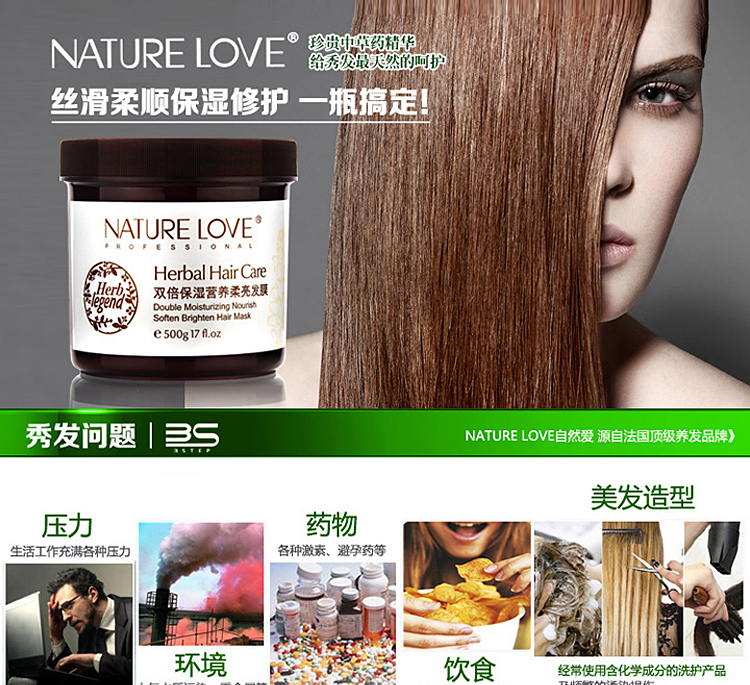 NATURE LOVE®
珍贵中草药精华
给秀发最天然的呵护
丝滑柔顺保湿修护 一瓶搞定!
NATURE LOVE®
PROFESSIONAL
Herb legend
Herbal Hair Care
双倍保湿营养柔亮发膜
Double Moisturizing Nourish
Soften Brighten Hair Mask
℮500g17 fl.oz
秀发问题
3S
3STEP
NATURE LOVE自然爱 源自法国顶级养发品牌》
压力
生活工作充满各种压力
环境
药物
各种激素、避孕药等
饮食
美发造型
经常使用含化学成分的洗护产品